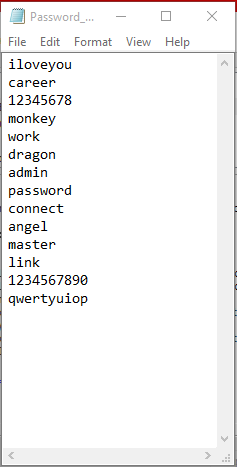 Password_...
File Edit Format View Help
iloveyou
career
12345678
monkey
work
dragon
admin
password
connect
angel
master
link
1234567890
qwertyuiop